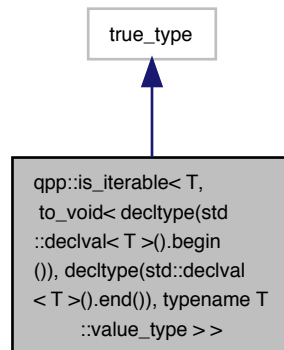 true_type
qpp::is_iterable< T,
to_void< decltype(std
::declval< T >().begin
()), decltype(std::declval
< T >().end()), typename T
::value_type > >